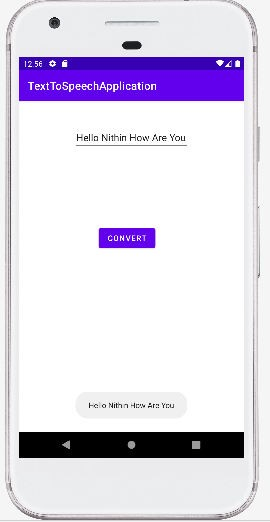 12:56
TextToSpeechApplication
Hello Nithin How Are You
CONVERT
Hello Nithin How Are You